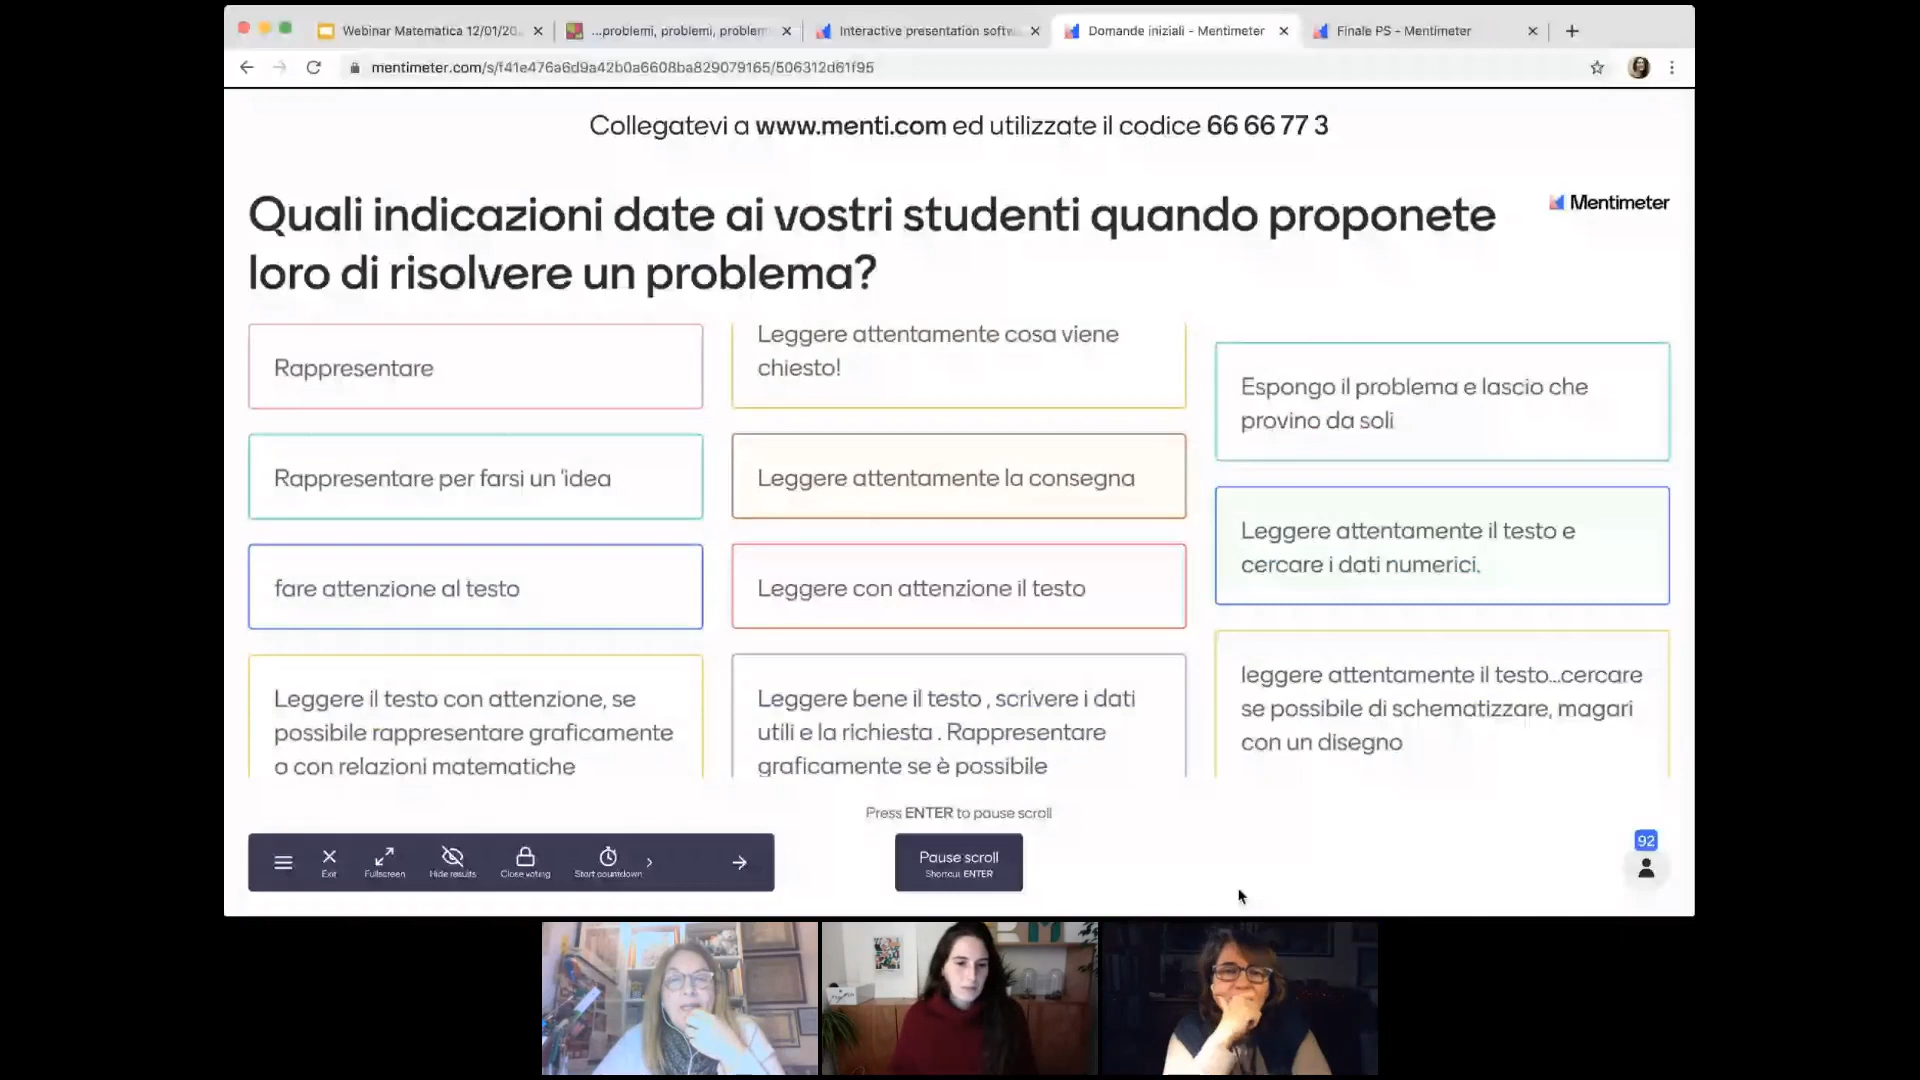 Webinar Matematica 12/01/20
...problemi, problemi, problem
Interactive presentation softw
Domande iniziali - Mentimeter
Finale PS - Mentimeter
mentimeter.com/s/f41e476a6d9a42b0a6608ba829079165/506312d61f95
Collegatevi a www.menti.com ed utilizzate il codice 66 66 77 3
Quali indicazioni date ai vostri studenti quando proponete
loro di risolvere un problema?
Mentimeter
Rappresentare
Rappresentare per farsi un 'idea
fare attenzione al testo
Leggere il testo con attenzione, se
possibile rappresentare graficamente
o con relazioni matematiche
Leggere attentamente cosa viene
chiesto!
Leggere attentamente la consegna
Leggere con attenzione il testo
Leggere bene il testo , scrivere i dati
utili e la richiesta . Rappresentare
graficamente se è possibile
Espongo il problema e lascio che
provino da soli
Leggere attentamente il testo e
cercare i dati numerici.
leggere attentamente il testo...cercare
se possibile di schematizzare, magari
con un disegno
Press ENTER to pause scroll
Exit
Fullscreen
Hide results
Close voting
Start countdown
Pause scroll
Shortcut ENTER
92